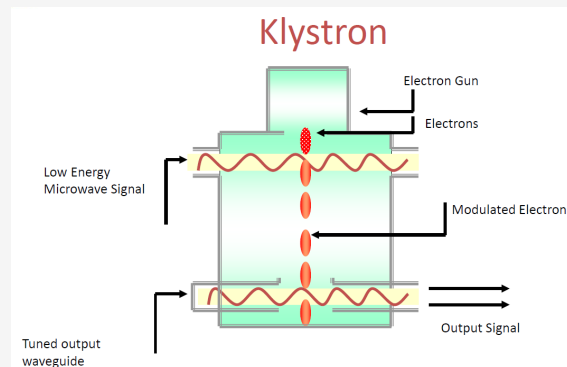 Klystron
Electron Gun
Electrons
Low Energy
Microwave Signal
Modulated Electron
Output Signal
Tuned output
waveguide